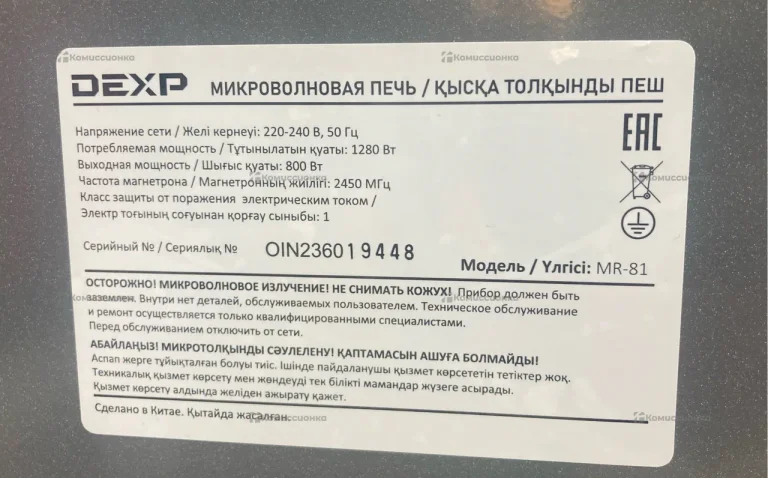 DEXP МИКРОВОЛНОВАЯ ПЕЧЬ / ҚЫСҚА ТОЛҚЫНДЫ ПЕШ
Напряжение сети / Желі кернеуі: 220-240 В, 50 Гц
Потребляемая мощность / Тұтынылатын қуаты: 1280 Вт
Выходная мощность / Шығыс қуаты: 800 Вт
Частота магнетрона / Магнетронның жиілігі: 2450 МГц
Класс защиты от поражения электрическим током /
Электр тоғының соғуынан қорғау сыныбы: 1
EAC
Серийный № / Сериялық № OIN236019448
Модель / Үлгісі: MR-81
ОСТОРОЖНО! МИКРОВОЛНОВОЕ ИЗЛУЧЕНИЕ! НЕ СНИМАТЬ КОЖУХ! Прибор должен быть
заземлен. Внутри нет деталей, обслуживаемых пользователем. Техническое обслуживание
и ремонт осуществляется только квалифицированными специалистами.
Перед обслуживанием отключить от сети.
АБАЙЛАҢЫЗ! МИКРОТОЛҚЫНДЫ СӘУЛЕЛЕНУ! ҚАПТАМАСЫН АШУҒА БОЛМАЙДЫ!
Аспап жерге тұйықталған болуы тиіс. Ішінде пайдаланушы қызмет көрсететін тетіктер жоқ.
Техникалық қызмет көрсету мен жөндеуді тек білікті мамандар жүзеге асырады.
Қызмет көрсету алдында желіден ажырату қажет.
Сделано в Китае. Қытайда жасалған.
Комиссионка
Комиссионка
Комиссионка
Комиссионка
Комиссионка
Комиссионка
Комиссионка